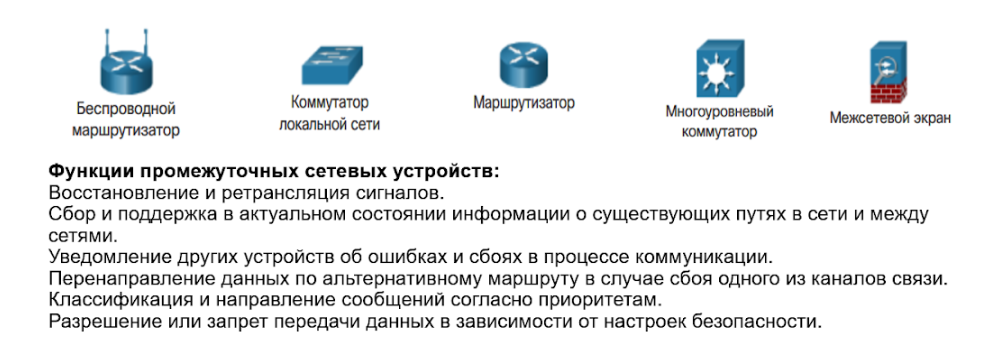 Беспроводной
маршрутизатор
Коммутатор
локальной сети
Маршрутизатор
Многоуровневый
коммутатор
Межсетевой экран
Функции промежуточных сетевых устройств:
Восстановление и ретрансляция сигналов.
Сбор и поддержка в актуальном состоянии информации о существующих путях в сети и между
сетями.
Уведомление других устройств об ошибках и сбоях в процессе коммуникации.
Перенаправление данных по альтернативному маршруту в случае сбоя одного из каналов связи.
Классификация и направление сообщений согласно приоритетам.
Разрешение или запрет передачи данных в зависимости от настроек безопасности.